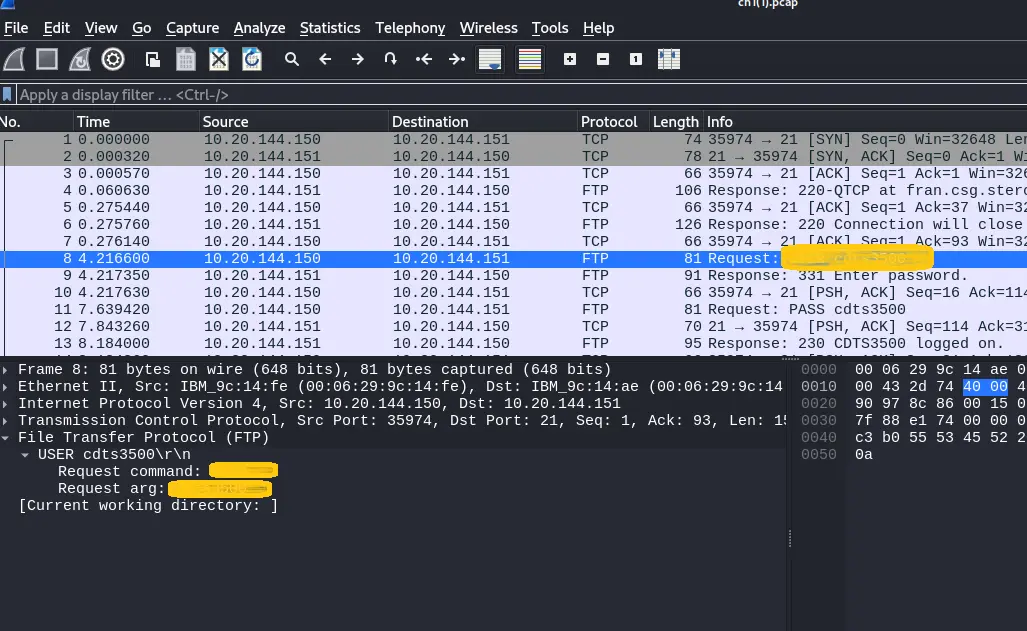 ch1(1).pcap
File Edit View Go Capture Analyze Statistics Telephony Wireless Tools Help
Apply a display filter … <Ctrl-/>
No. Time Source Destination Protocol Length Info
1 0.000000 10.20.144.150 10.20.144.151 TCP 74 35974 → 21 [SYN] Seq=0 Win=32648 Len
2 0.000320 10.20.144.151 10.20.144.150 TCP 78 21 → 35974 [SYN, ACK] Seq=0 Ack=1 Wi
3 0.000570 10.20.144.150 10.20.144.151 TCP 66 35974 → 21 [ACK] Seq=1 Ack=1 Win=326
4 0.060630 10.20.144.151 10.20.144.150 FTP 106 Response: 220-QTCP at fran.csg.sterc
5 0.275440 10.20.144.150 10.20.144.151 TCP 66 35974 → 21 [ACK] Seq=1 Ack=37 Win=32
6 0.275760 10.20.144.151 10.20.144.150 FTP 126 Response: 220 Connection will close
7 0.276140 10.20.144.150 10.20.144.151 TCP 66 35974 → 21 [ACK] Seq=1 Ack=93 Win=32
8 4.216600 10.20.144.150 10.20.144.151 FTP 81 Request:
9 4.217350 10.20.144.151 10.20.144.150 FTP 91 Response: 331 Enter password.
10 4.217630 10.20.144.150 10.20.144.151 TCP 66 35974 → 21 [PSH, ACK] Seq=16 Ack=114
11 7.639420 10.20.144.150 10.20.144.151 FTP 81 Request: PASS cdts3500
12 7.843260 10.20.144.151 10.20.144.150 TCP 70 21 → 35974 [PSH, ACK] Seq=114 Ack=31
13 8.184000 10.20.144.151 10.20.144.150 FTP 95 Response: 230 CDTS3500 logged on.
Frame 8: 81 bytes on wire (648 bits), 81 bytes captured (648 bits)
Ethernet II, Src: IBM_9c:14:fe (00:06:29:9c:14:fe), Dst: IBM_9c:14:ae (00:06:29:9c:14
Internet Protocol Version 4, Src: 10.20.144.150, Dst: 10.20.144.151
Transmission Control Protocol, Src Port: 35974, Dst Port: 21, Seq: 1, Ack: 93, Len: 15
File Transfer Protocol (FTP)
USER cdts3500\r\n
Request command:
Request arg:
[Current working directory: ]
0000 00 06 29 9c 14 ae 0
0010 00 43 2d 74 40 00 4
0020 90 97 8c 86 00 15 0
0030 7f 88 e1 74 00 00 0
0040 c3 b0 55 53 45 52 2
0050 0a